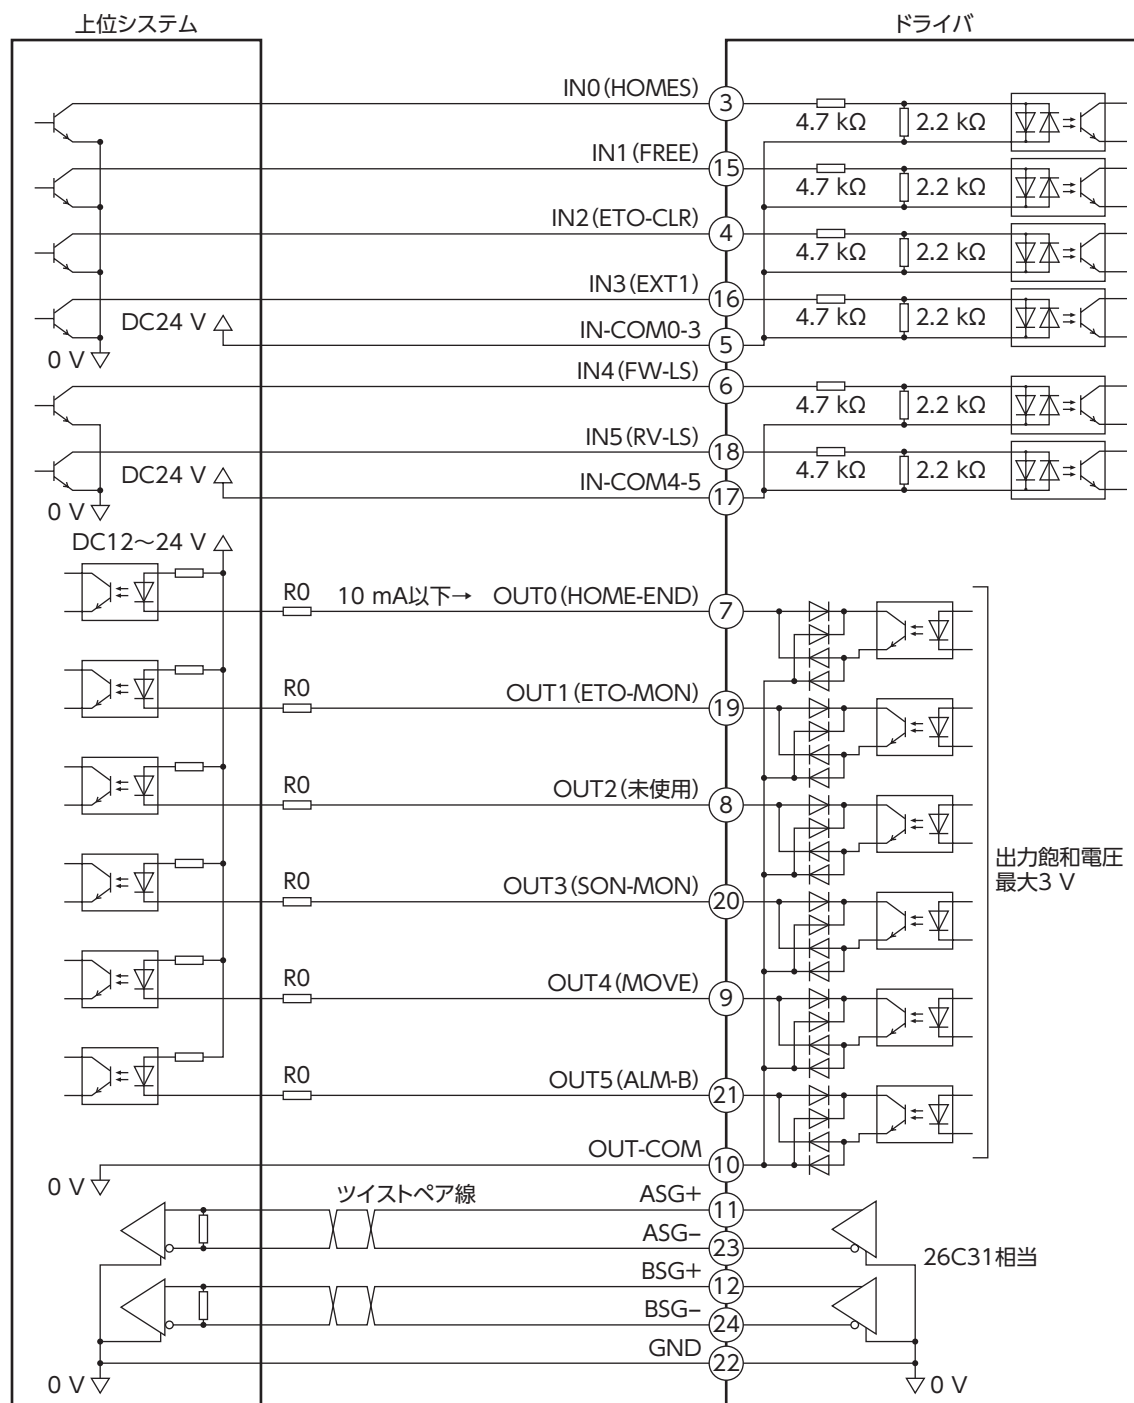 上位システム
ドライバ
IN0(HOMES)
3
4.7 kΩ
2.2 kΩ
IN1(FREE)
15
4.7 kΩ
2.2 kΩ
IN2(ETO-CLR)
4
4.7 kΩ
2.2 kΩ
IN3(EXT1)
16
4.7 kΩ
2.2 kΩ
DC24 V
IN-COM0-3
5
0 V
IN4(FW-LS)
6
4.7 kΩ
2.2 kΩ
IN5(RV-LS)
18
4.7 kΩ
2.2 kΩ
DC24 V
IN-COM4-5
17
0 V
DC12～24 V
R0
10 mA以下→
OUT0(HOME-END)
7
R0
OUT1(ETO-MON)
19
R0
OUT2(未使用)
8
出力飽和電圧
最大3 V
R0
OUT3(SON-MON)
20
R0
OUT4(MOVE)
9
R0
OUT5(ALM-B)
21
OUT-COM
10
0 V
ツイストペア線
ASG+
11
ASG−
23
26C31相当
BSG+
12
BSG−
24
GND
22
0 V
0 V